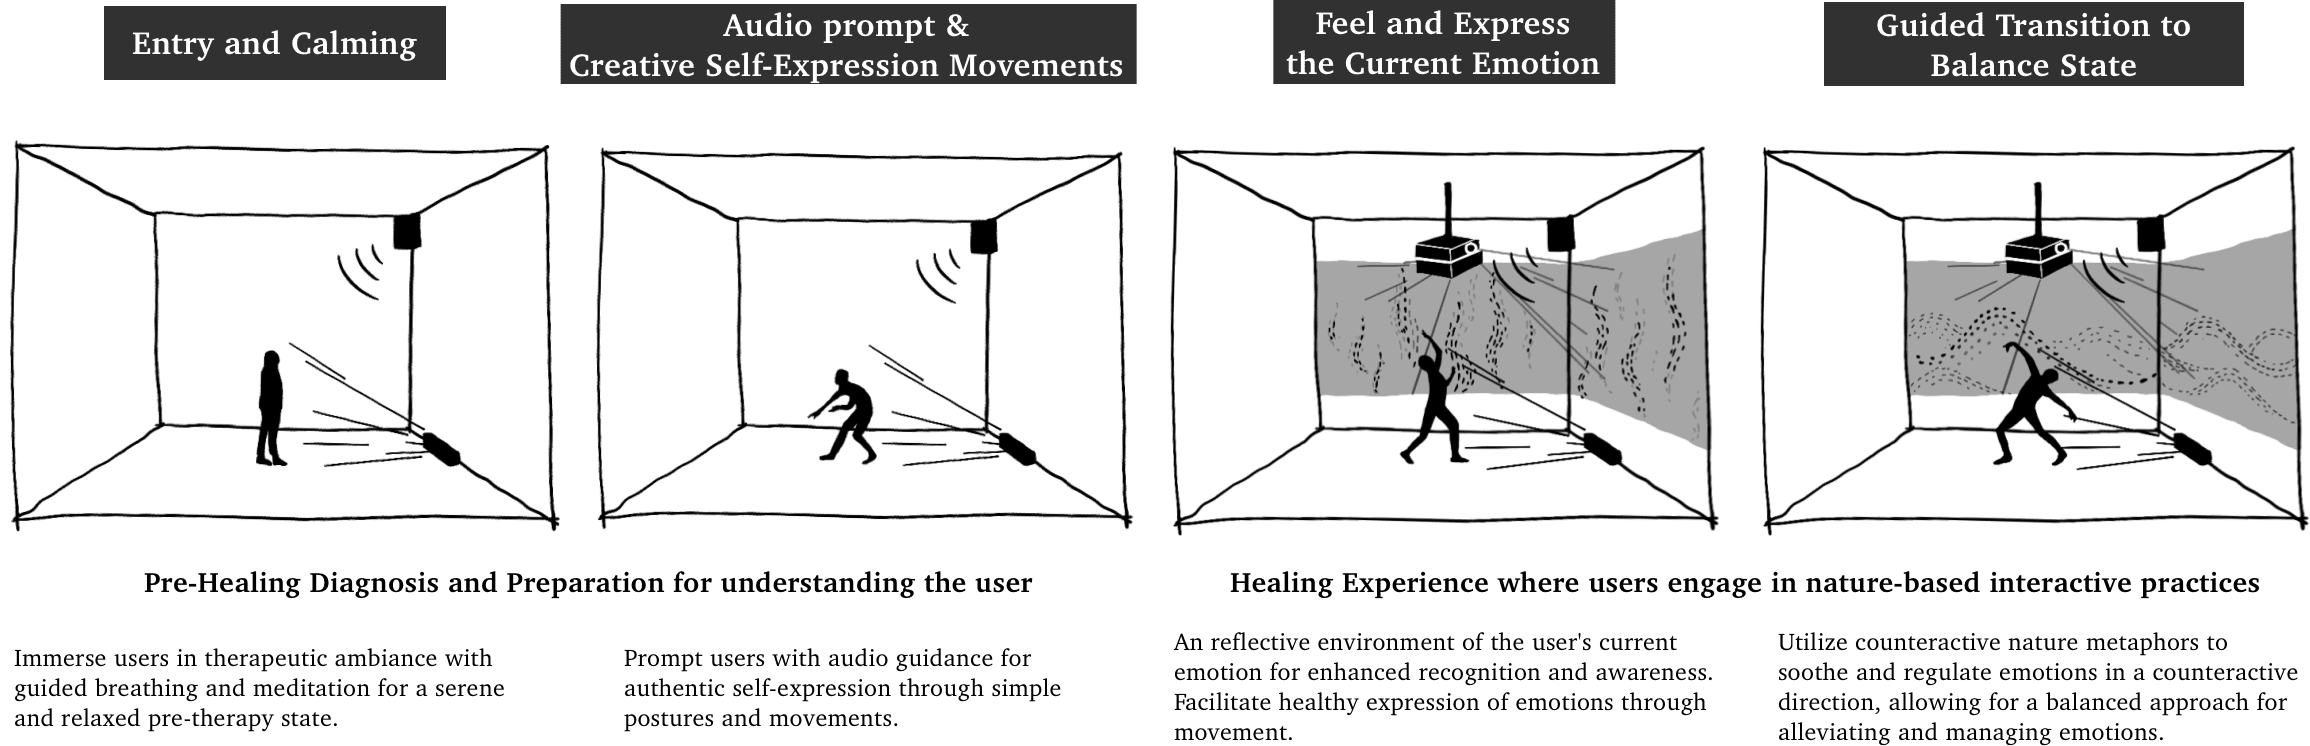 Entry and Calming
Audio prompt &
Creative Self-Expression Movements
Feel and Express
the Current Emotion
Guided Transition to
Balance State
Pre-Healing Diagnosis and Preparation for understanding the user
Healing Experience where users engage in nature-based interactive practices
Immerse users in therapeutic ambiance with
guided breathing and meditation for a serene
and relaxed pre-therapy state.
Prompt users with audio guidance for
authentic self-expression through simple
postures and movements.
An reflective environment of the user's current
emotion for enhanced recognition and awareness.
Facilitate healthy expression of emotions through
movement.
Utilize counteractive nature metaphors to
soothe and regulate emotions in a counteractive
direction, allowing for a balanced approach for
alleviating and managing emotions.